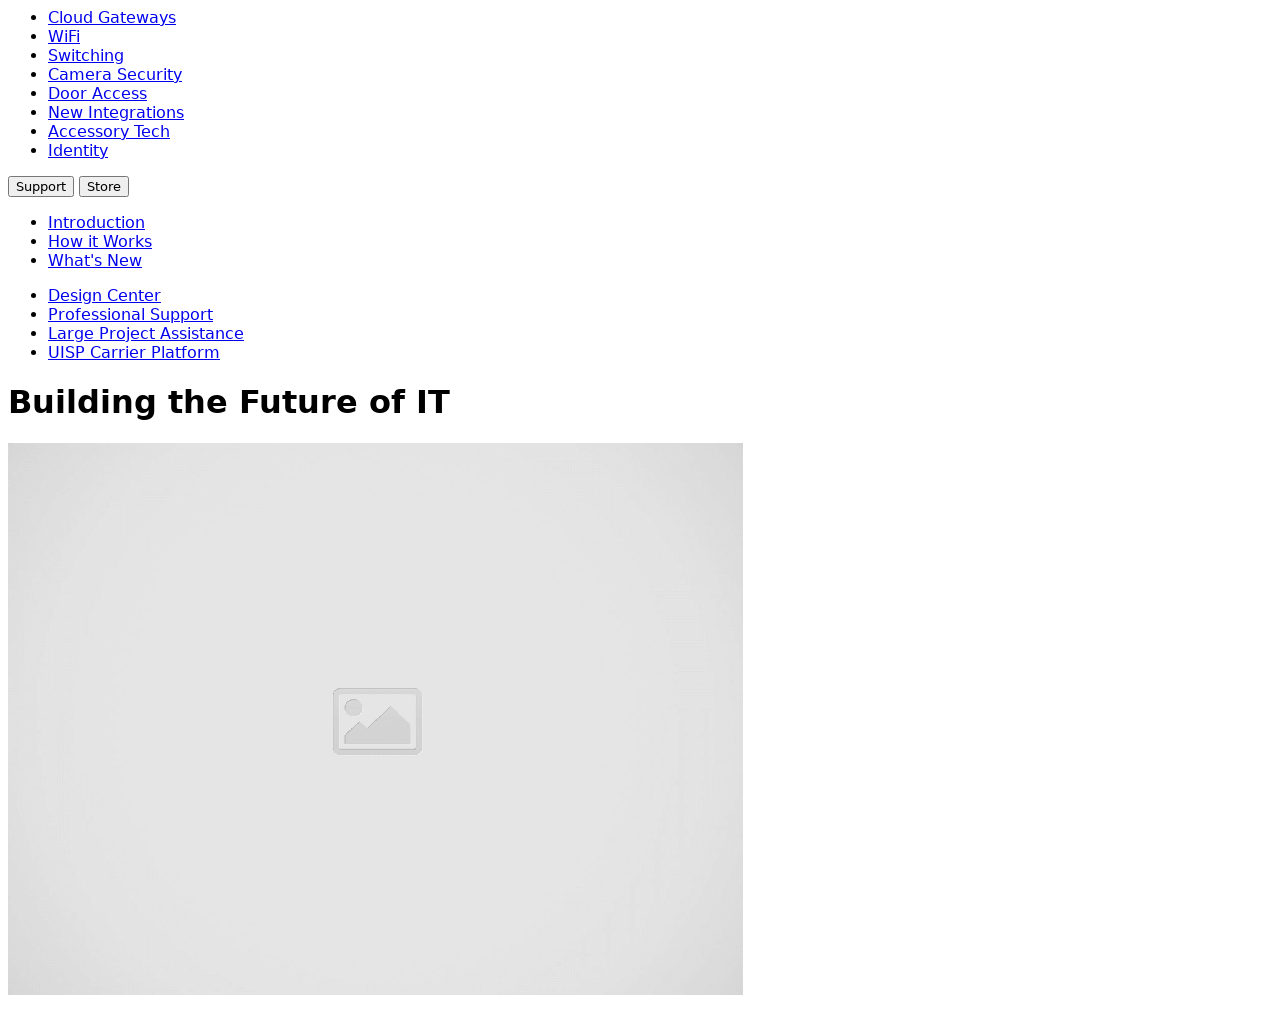 Cloud Gateways
WiFi
Switching
Camera Security
Door Access
New Integrations
Accessory Tech
Identity
Support Store
Introduction
How it Works
What's New
Design Center
Professional Support
Large Project Assistance
UISP Carrier Platform
Building the Future of IT